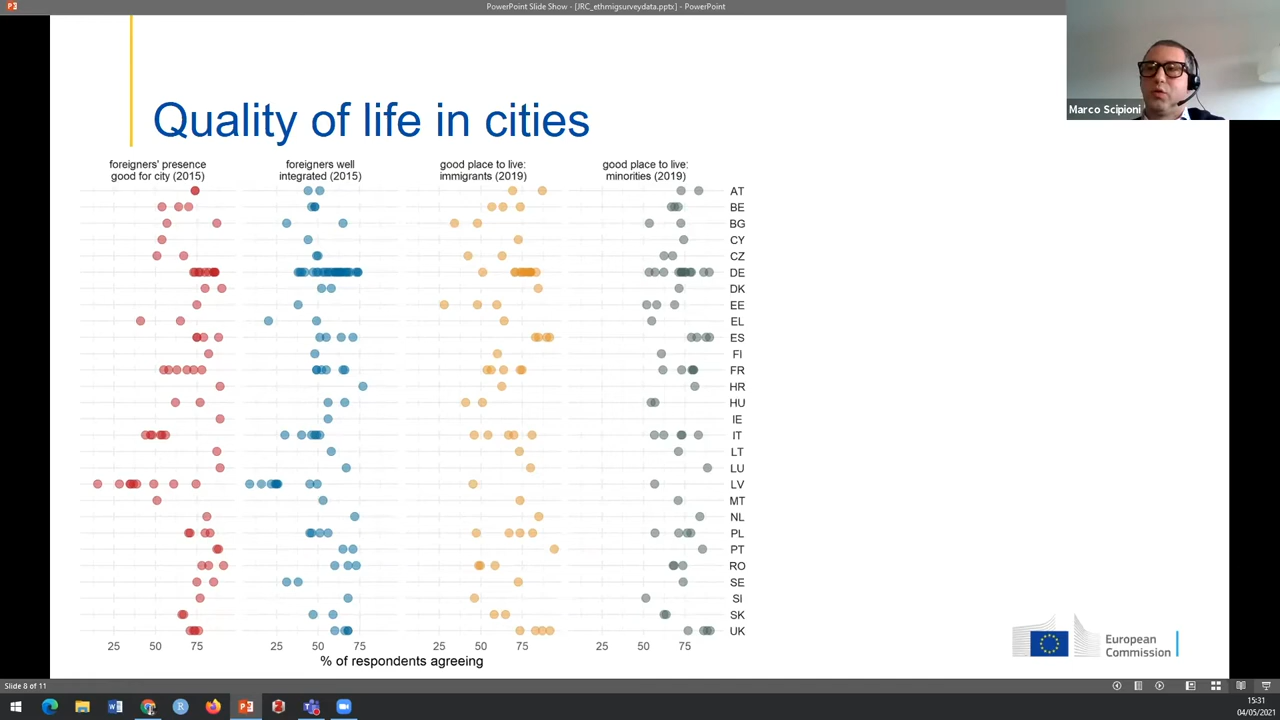 PowerPoint Slide Show - [JRC_ethmigsurveydata.pptx] - PowerPoint
Marco Scipioni
Quality of life in cities
foreigners' presence
good for city (2015)
foreigners well
integrated (2015)
good place to live:
immigrants (2019)
good place to live:
minorities (2019)
AT
BE
BG
CY
CZ
DE
DK
EE
EL
ES
FI
FR
HR
HU
IE
IT
LT
LU
LV
MT
NL
PL
PT
RO
SE
SI
SK
UK
25 50 75 25 50 75 25 50 75 25 50 75
% of respondents agreeing
European
Commission
Slide 8 of 11
15:31
04/05/2021